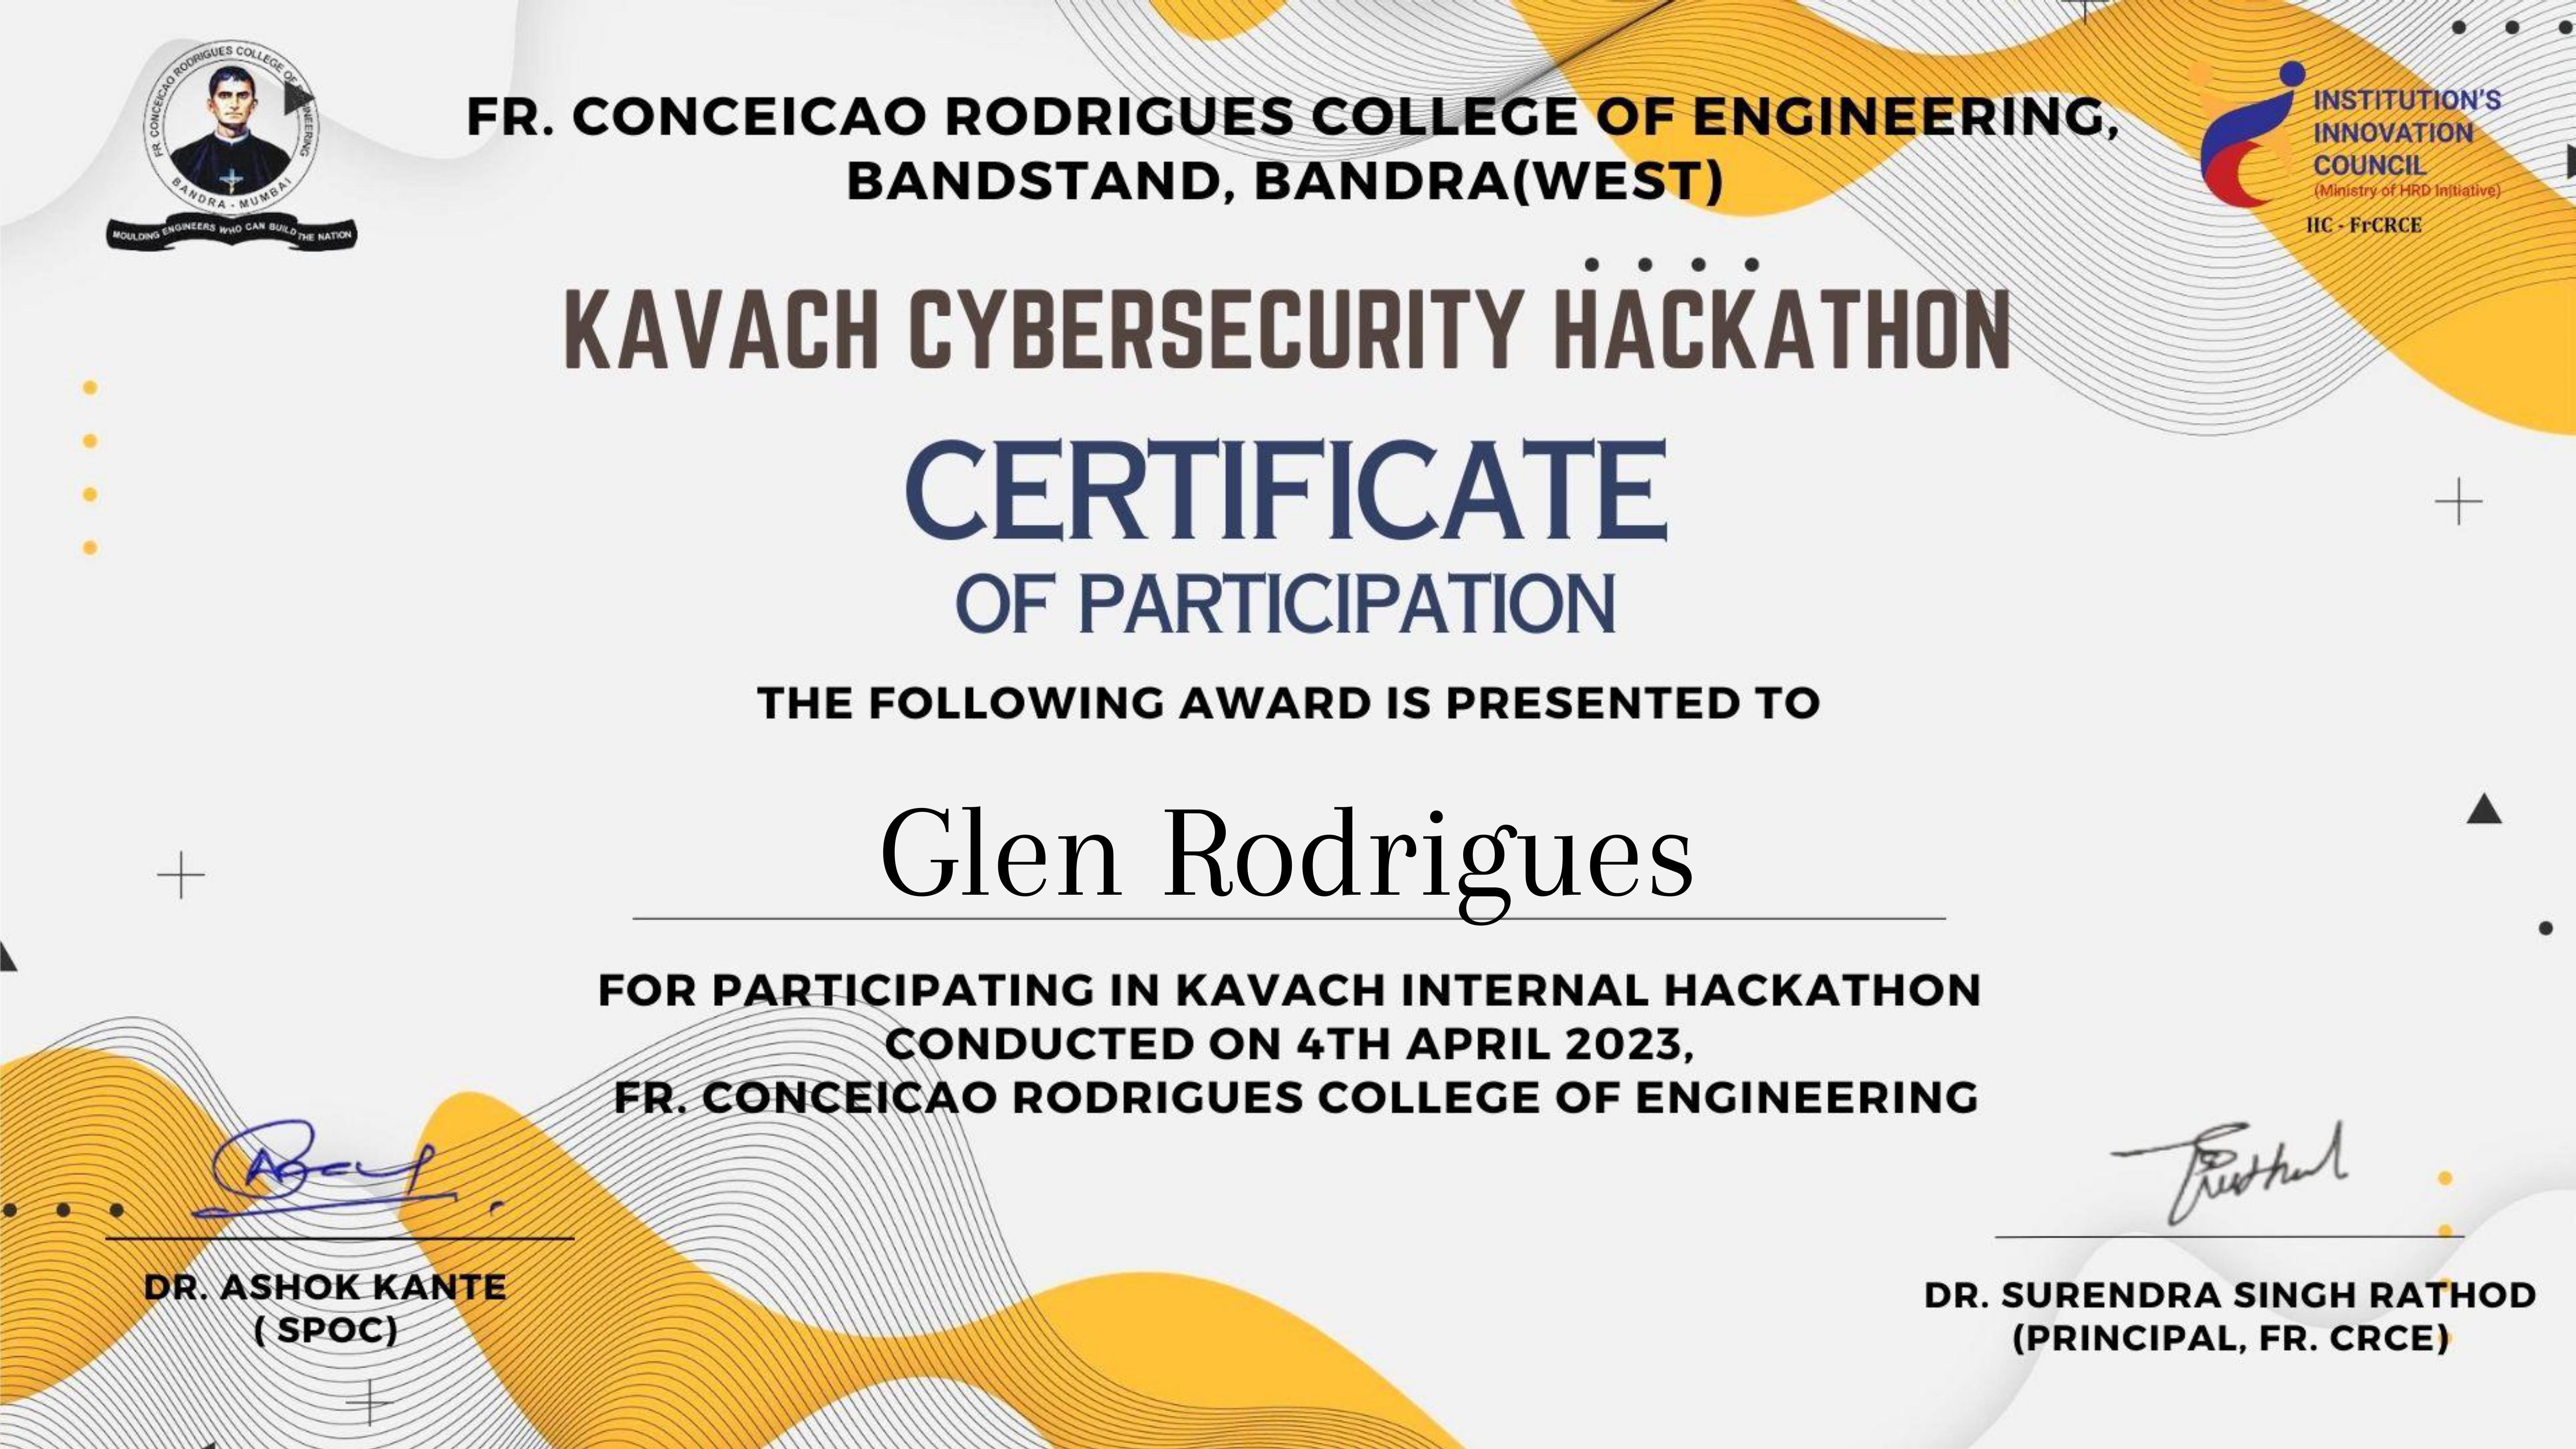 FR. CONCEICAO RODRIGUES COLLEGE OF ENGINEERING
BANDRA - MUMBAI
MOULDING ENGINEERS WHO CAN BUILD THE NATION
FR. CONCEICAO RODRIGUES COLLEGE OF ENGINEERING,
BANDSTAND, BANDRA(WEST)
INSTITUTION'S
INNOVATION
COUNCIL
(Ministry of HRD Initiative)
IIC - FrCRCE
KAVACH CYBERSECURITY HACKATHON
CERTIFICATE
OF PARTICIPATION
THE FOLLOWING AWARD IS PRESENTED TO
Glen Rodrigues
FOR PARTICIPATING IN KAVACH INTERNAL HACKATHON
CONDUCTED ON 4TH APRIL 2023,
FR. CONCEICAO RODRIGUES COLLEGE OF ENGINEERING
DR. ASHOK KANTE
( SPOC)
DR. SURENDRA SINGH RATHOD
(PRINCIPAL, FR. CRCE)